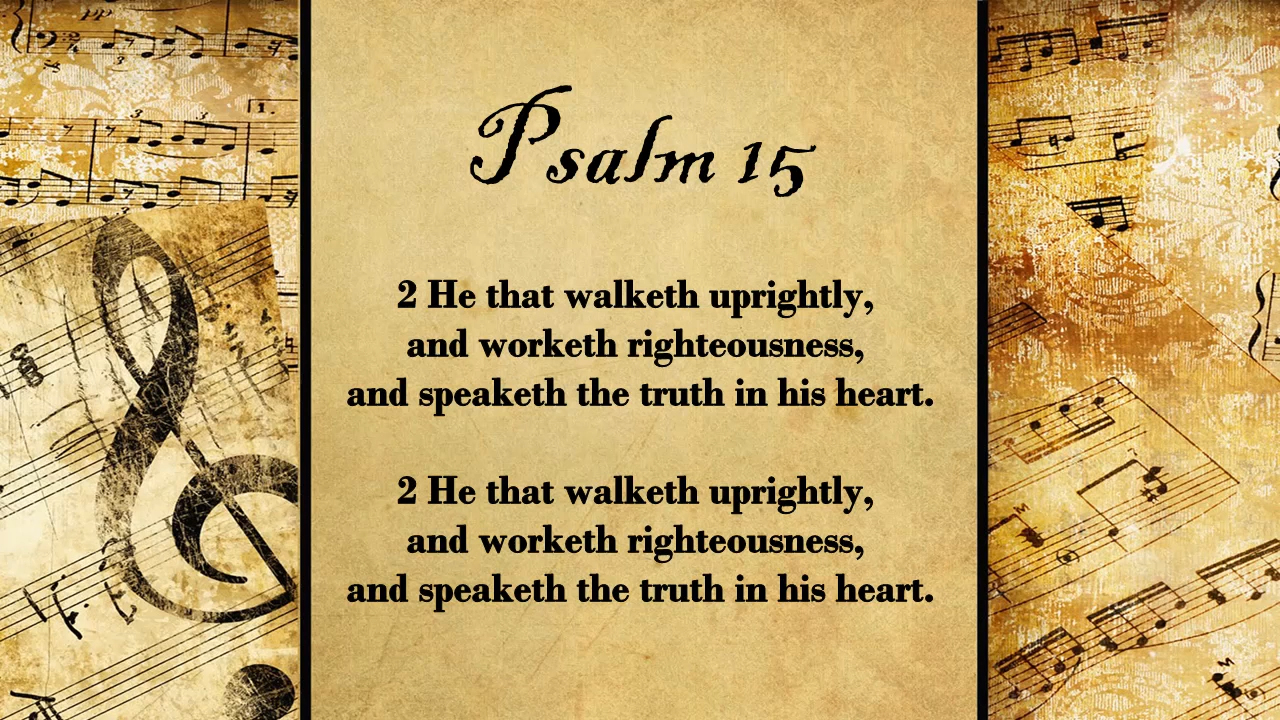 Psalm 15
2 He that walketh uprightly,
and worketh righteousness,
and speaketh the truth in his heart.
2 He that walketh uprightly,
and worketh righteousness,
and speaketh the truth in his heart.